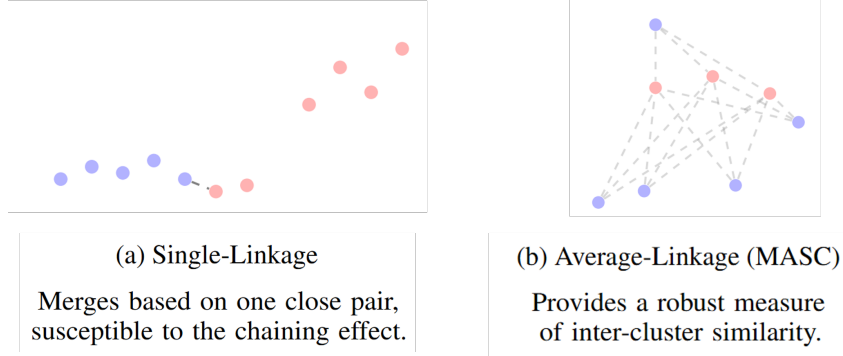 (a) Single-Linkage
Merges based on one close pair,
susceptible to the chaining effect.
(b) Average-Linkage (MASC)
Provides a robust measure
of inter-cluster similarity.